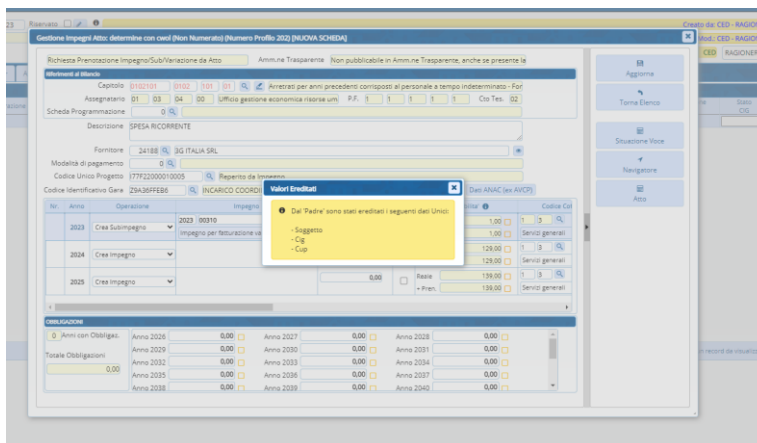 23 Riservato
Creato da: CED - RAGION
Gestione Impegni Atto: determine con cwol (Non Numerato) (Numero Profilo 202) [NUOVA SCHEDA]
Mod.: CED - RAGION
CED RAGIONER
Richiesta Prenotazione Impegno/Sub/Variazione da Atto Amm.ne Trasparente Non pubblicabile in Amm.ne Trasparente, anche se presente la
Riferimenti al Bilancio
Capitolo 0102101 0102 101 01 Arretrati per anni precedenti corrisposti al personale a tempo indeterminato - For
Assegnatario 01 03 04 00 Ufficio gestione economica risorse um P.F. 1 1 1 1 1 Cto Tes. 02
Scheda Programmazione 0
Descrizione SPESA RICORRENTE
Fornitore 24188 3G ITALIA SRL
Modalità di pagamento 0
Codice Unico Progetto I77F22000010005 Reperito da Impegno
Codice Identificativo Gara Z9A36FFEB6 INCARICO COORDI Dati ANAC (ex AVCP)
Nr. Anno Operazione Impegno Codice Col
2023 Crea Subimpegno 2023 00310 1,00 1 3
Impegno per fatturazione va 1,00 Servizi generali
2024 Crea Impegno 129,00 1 3
129,00 Servizi generali
2025 Crea Impegno 0,00 Reale 139,00 1 3
+ Pren. 139,00 Servizi generali
Valori Ereditati
Dal 'Padre' sono stati ereditati i seguenti dati Unici:
- Soggetto
- Cig
- Cup
OBBLIGAZIONI
0 Anni con Obbligaz. Anno 2026 0,00 Anno 2027 0,00 Anno 2028 0,00
Anno 2029 0,00 Anno 2030 0,00 Anno 2031 0,00
Totale Obbligazioni Anno 2032 0,00 Anno 2033 0,00 Anno 2034 0,00
0,00 Anno 2035 0,00 Anno 2036 0,00 Anno 2037 0,00
Anno 2038 0,00 Anno 2039 0,00 Anno 2040 0,00
Aggiorna
Torna Elenco
Situazione Voce
Navigatore
Atto
Stato
CIG
n record da visualiz